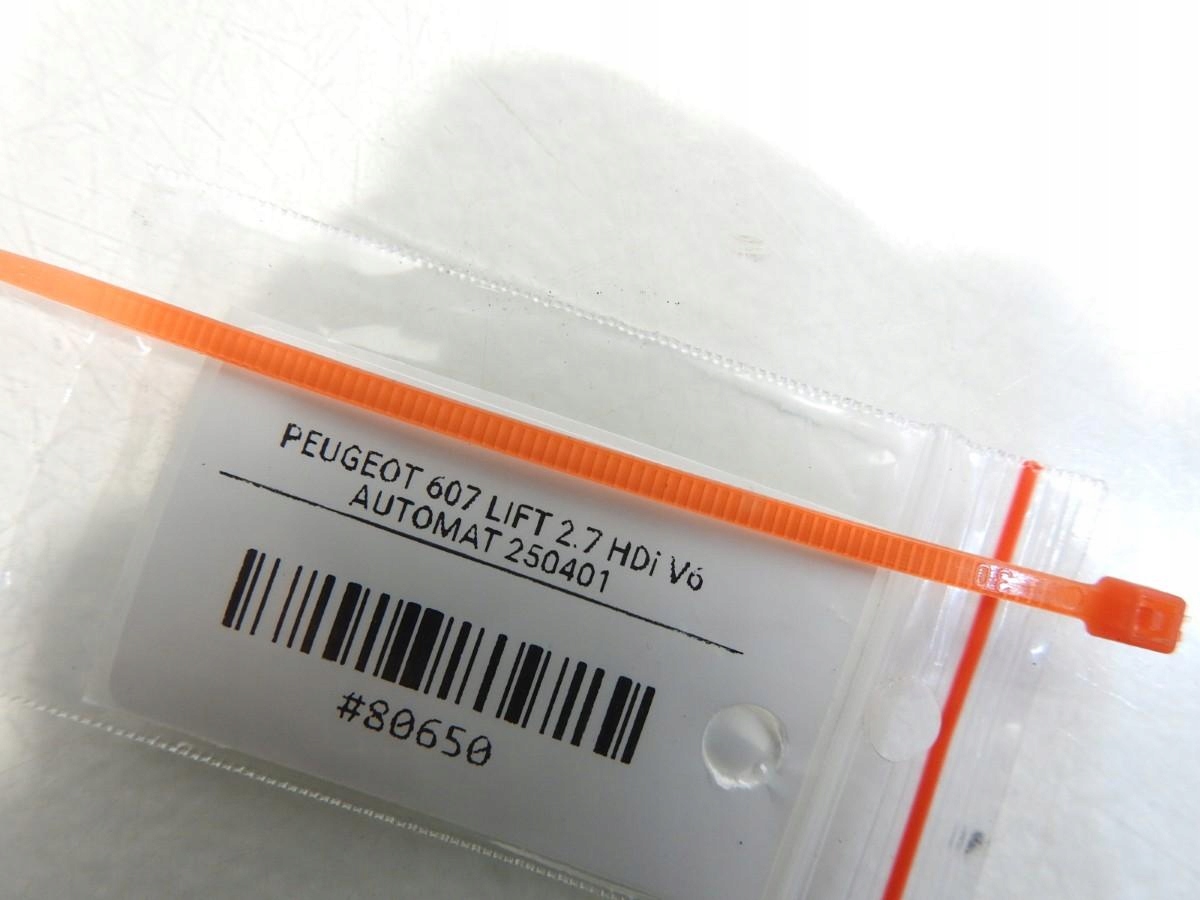 PEUGEOT 607 LIFT 2.7 HDi V6
AUTOMAT 250401
#80650